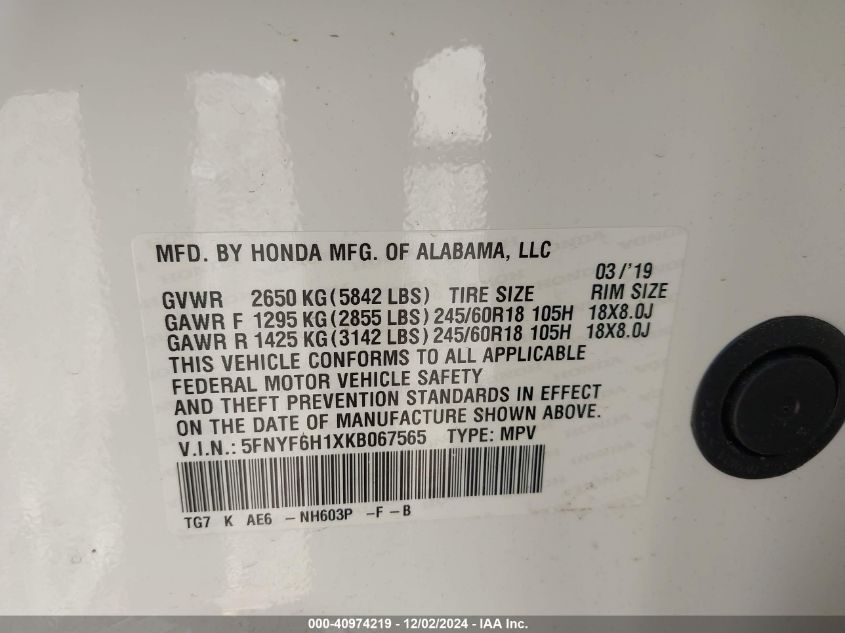 MFD. BY HONDA MFG. OF ALABAMA, LLC
03/'19
GVWR 2650 KG (5842 LBS) TIRE SIZE RIM SIZE
GAWR F 1295 KG (2855 LBS) 245/60R18 105H 18X8.0J
GAWR R 1425 KG (3142 LBS) 245/60R18 105H 18X8.0J
THIS VEHICLE CONFORMS TO ALL APPLICABLE
FEDERAL MOTOR VEHICLE SAFETY
AND THEFT PREVENTION STANDARDS IN EFFECT
ON THE DATE OF MANUFACTURE SHOWN ABOVE.
V.I.N.: 5FNYF6H1XKB067565 TYPE: MPV
TG7 K AE6 -NH603P -F -B
000-40974219 - 12/02/2024 - IAA Inc.